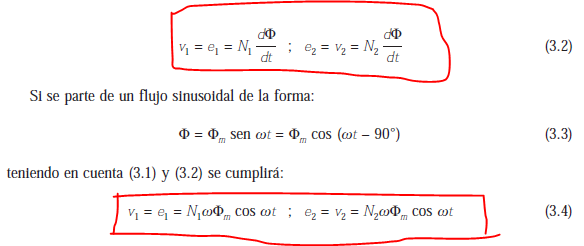 v₁ = e₁ = N₁ dΦ/dt ; e₂ = v₂ = N₂ dΦ/dt (3.2)
Si se parte de un flujo sinusoidal de la forma:
Φ = Φₘ sen ωt = Φₘ cos (ωt – 90°) (3.3)
teniendo en cuenta (3.1) y (3.2) se cumplirá:
v₁ = e₁ = N₁ωΦₘ cos ωt ; e₂ = v₂ = N₂ωΦₘ cos ωt (3.4)